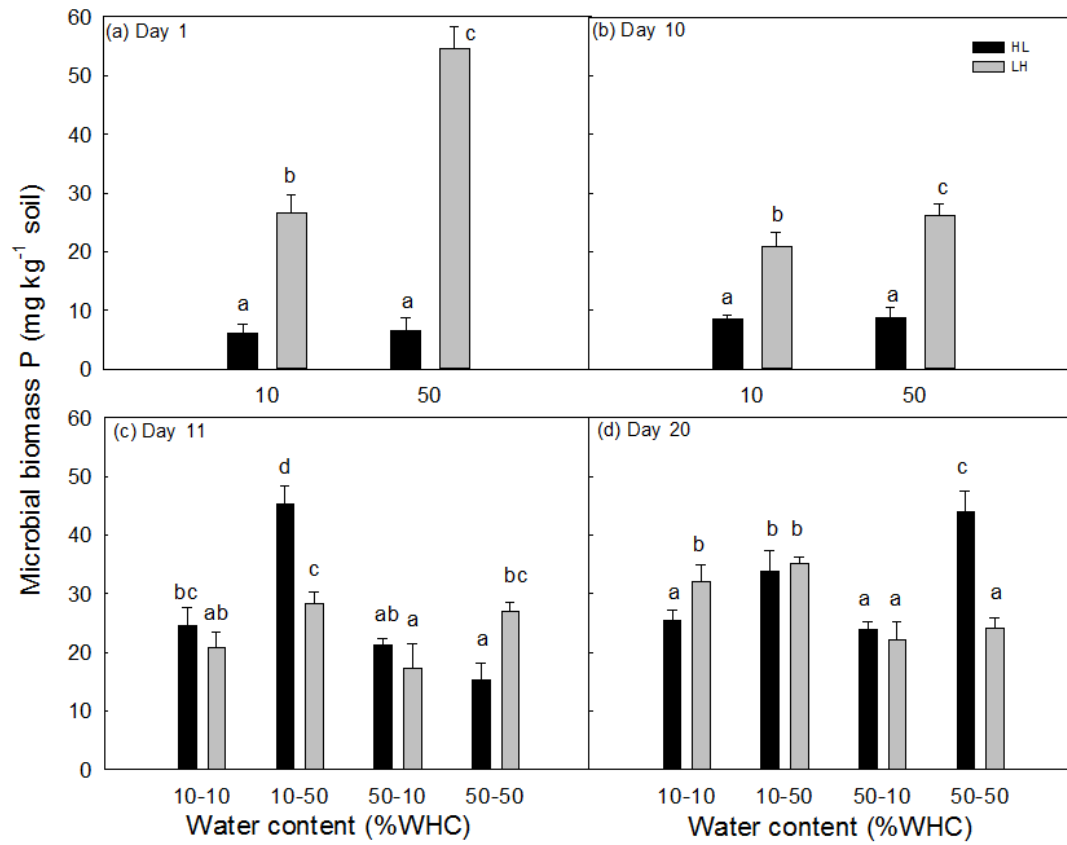 Microbial biomass P (mg kg⁻¹ soil)
(a) Day 1
60
50
40
30
20
10
0
a
b
a
c
10
50
(b) Day 10
HL
LH
a
b
a
c
10
50
(c) Day 11
60
50
40
30
20
10
0
bc
ab
d
c
ab
a
a
bc
10-10
10-50
50-10
50-50
Water content (%WHC)
(d) Day 20
a
b
b
b
a
a
c
a
10-10
10-50
50-10
50-50
Water content (%WHC)